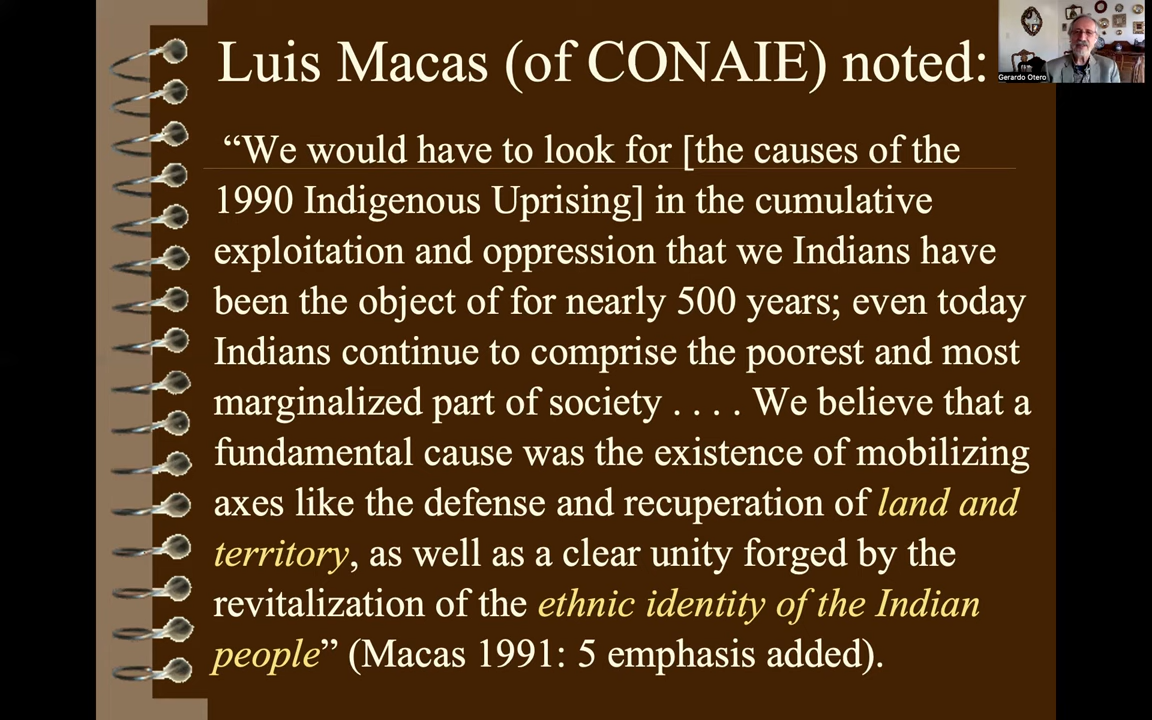 Luis Macas (of CONAIE) noted:
Gerardo Otero
“We would have to look for [the causes of the
1990 Indigenous Uprising] in the cumulative
exploitation and oppression that we Indians have
been the object of for nearly 500 years; even today
Indians continue to comprise the poorest and most
marginalized part of society . . . . We believe that a
fundamental cause was the existence of mobilizing
axes like the defense and recuperation of land and
territory, as well as a clear unity forged by the
revitalization of the ethnic identity of the Indian
people” (Macas 1991: 5 emphasis added).